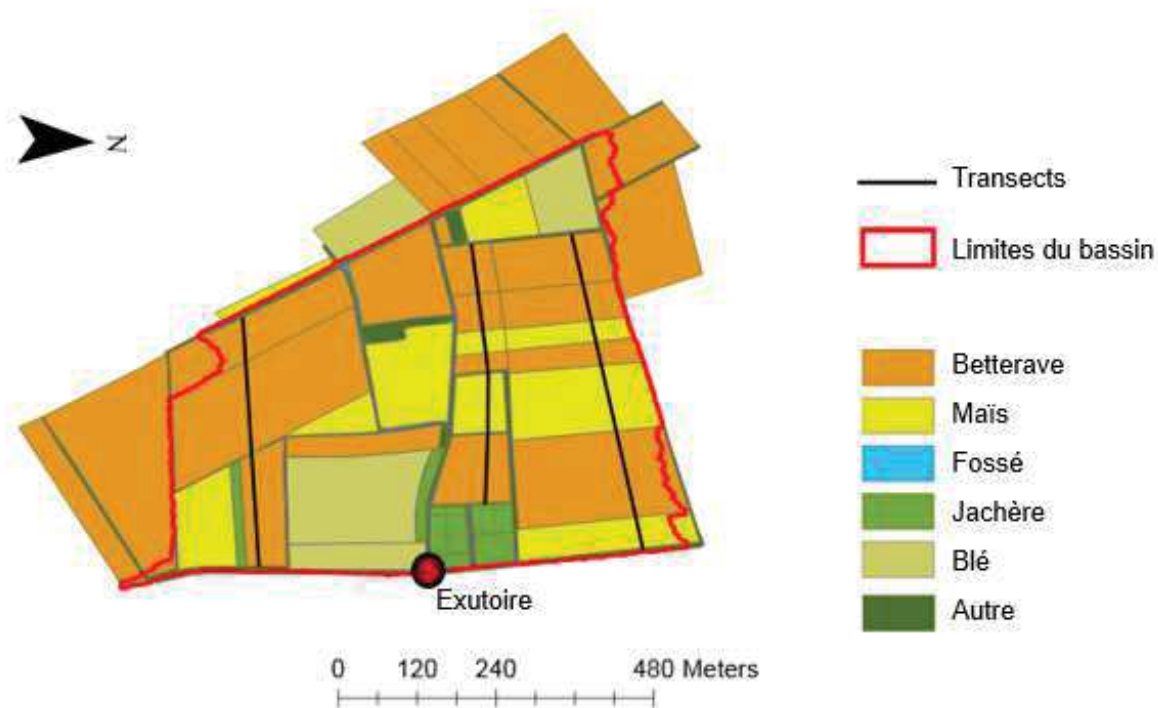 N
Transects
Limites du bassin
Betterave
Maïs
Fossé
Jachère
Blé
Autre
Exutoire
0 120 240 480 Meters